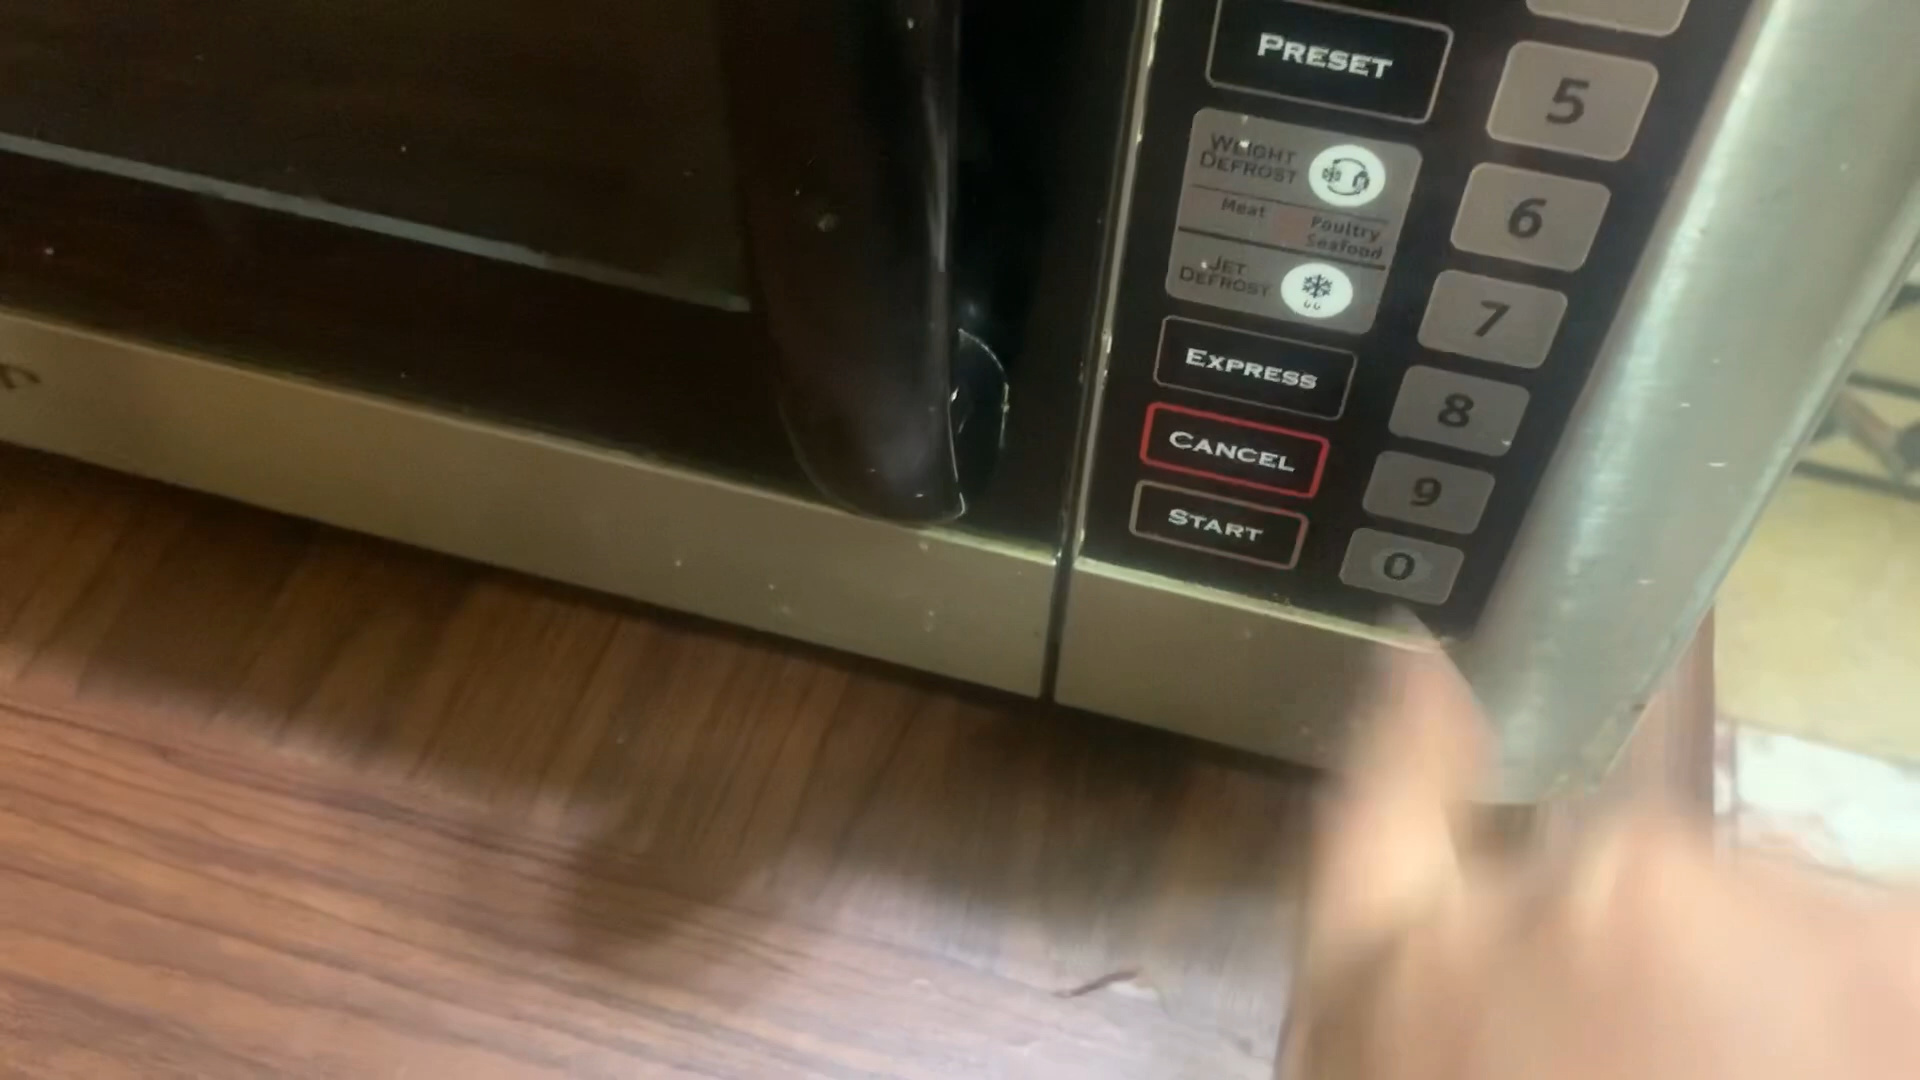 PRESET
5
WEIGHT
DEFROST
6
Meat
Poultry
Seafood
JET
DEFROST
7
EXPRESS
8
CANCEL
9
START
0